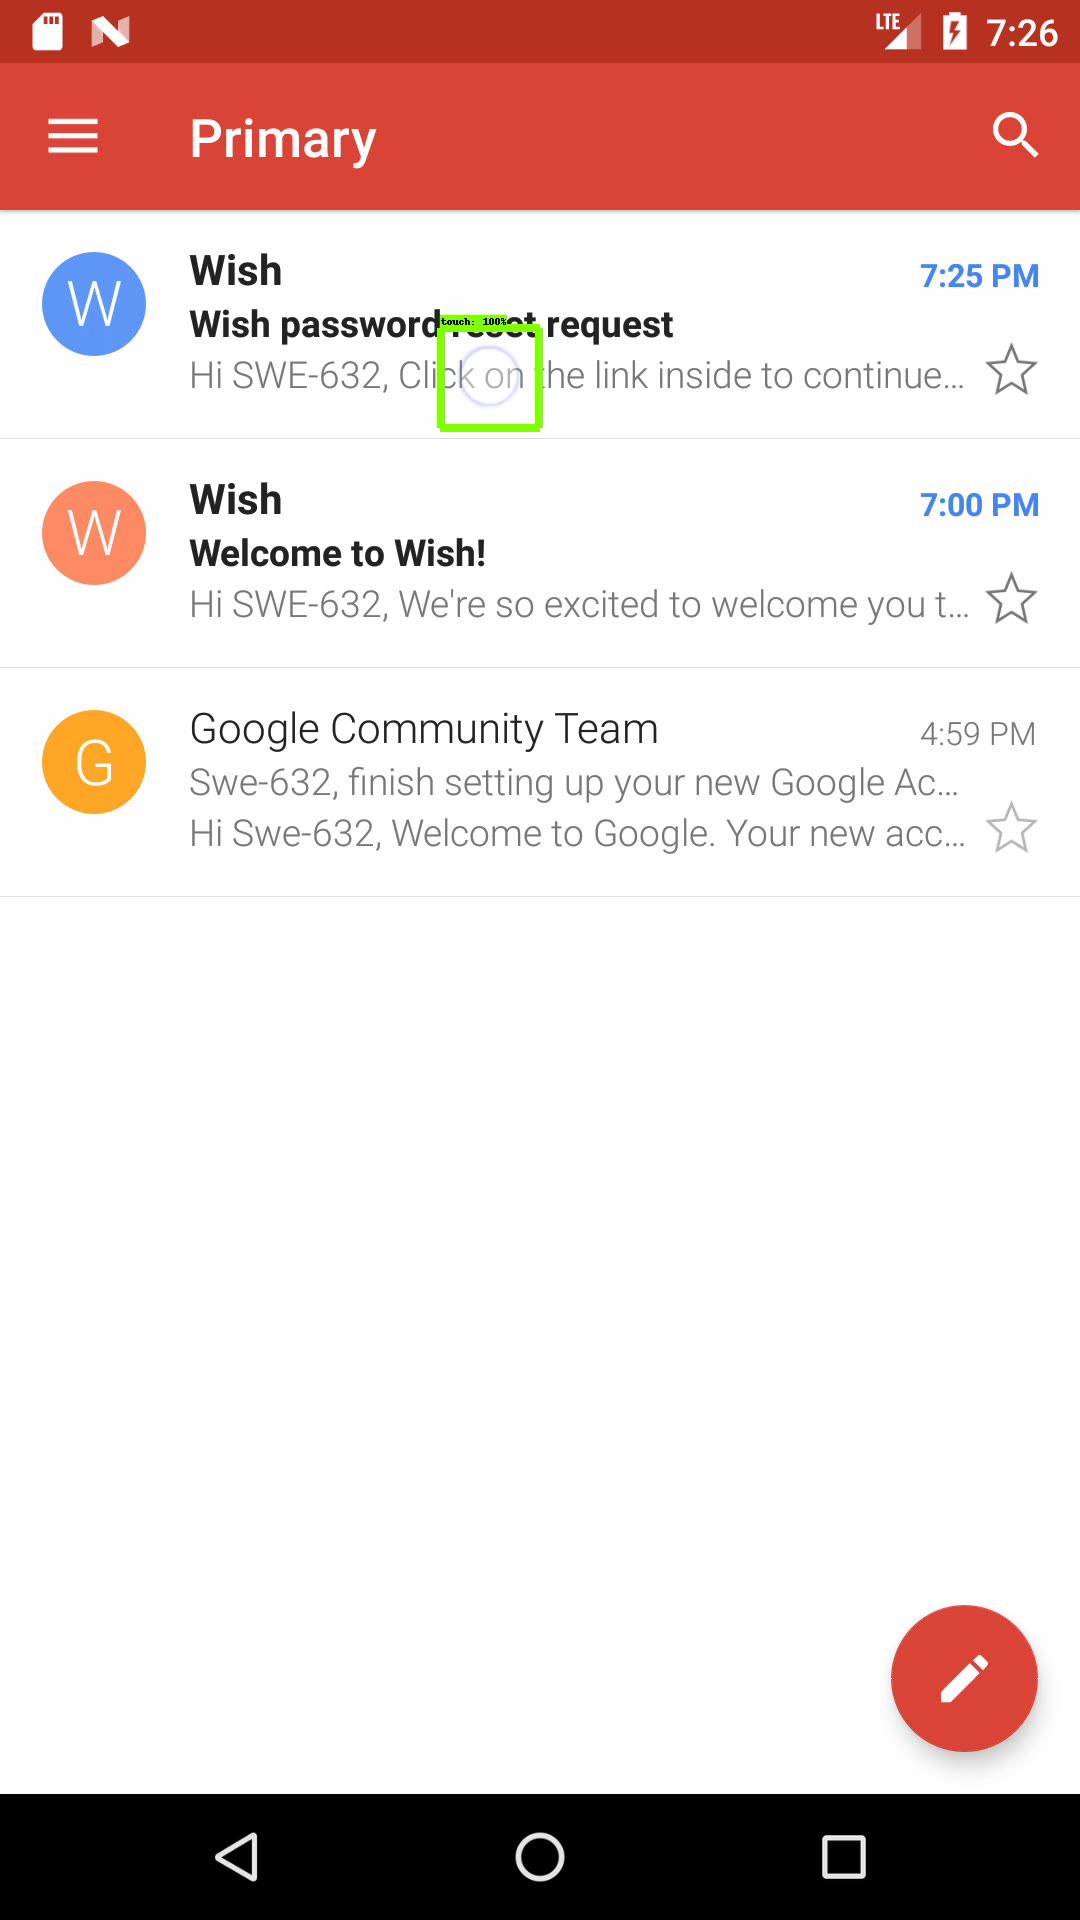 LTE 7:26
Primary
W Wish 7:25 PM
Wish password reset request
touch: 100%
Hi SWE-632, Click on the link inside to continue...
W Wish 7:00 PM
Welcome to Wish!
Hi SWE-632, We're so excited to welcome you t...
G Google Community Team 4:59 PM
Swe-632, finish setting up your new Google Ac...
Hi Swe-632, Welcome to Google. Your new acc...